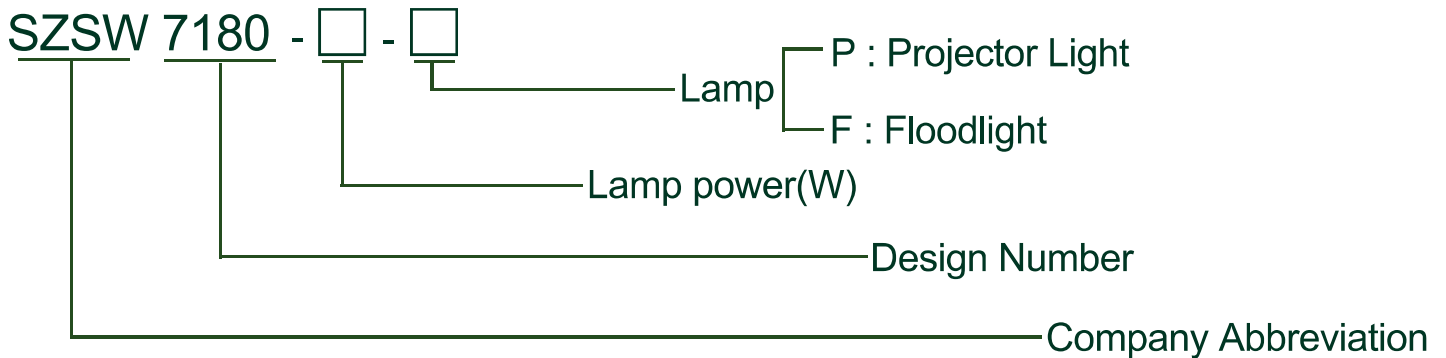 SZSW 7180 - □ - □
P : Projector Light
Lamp
F : Floodlight
Lamp power(W)
Design Number
Company Abbreviation